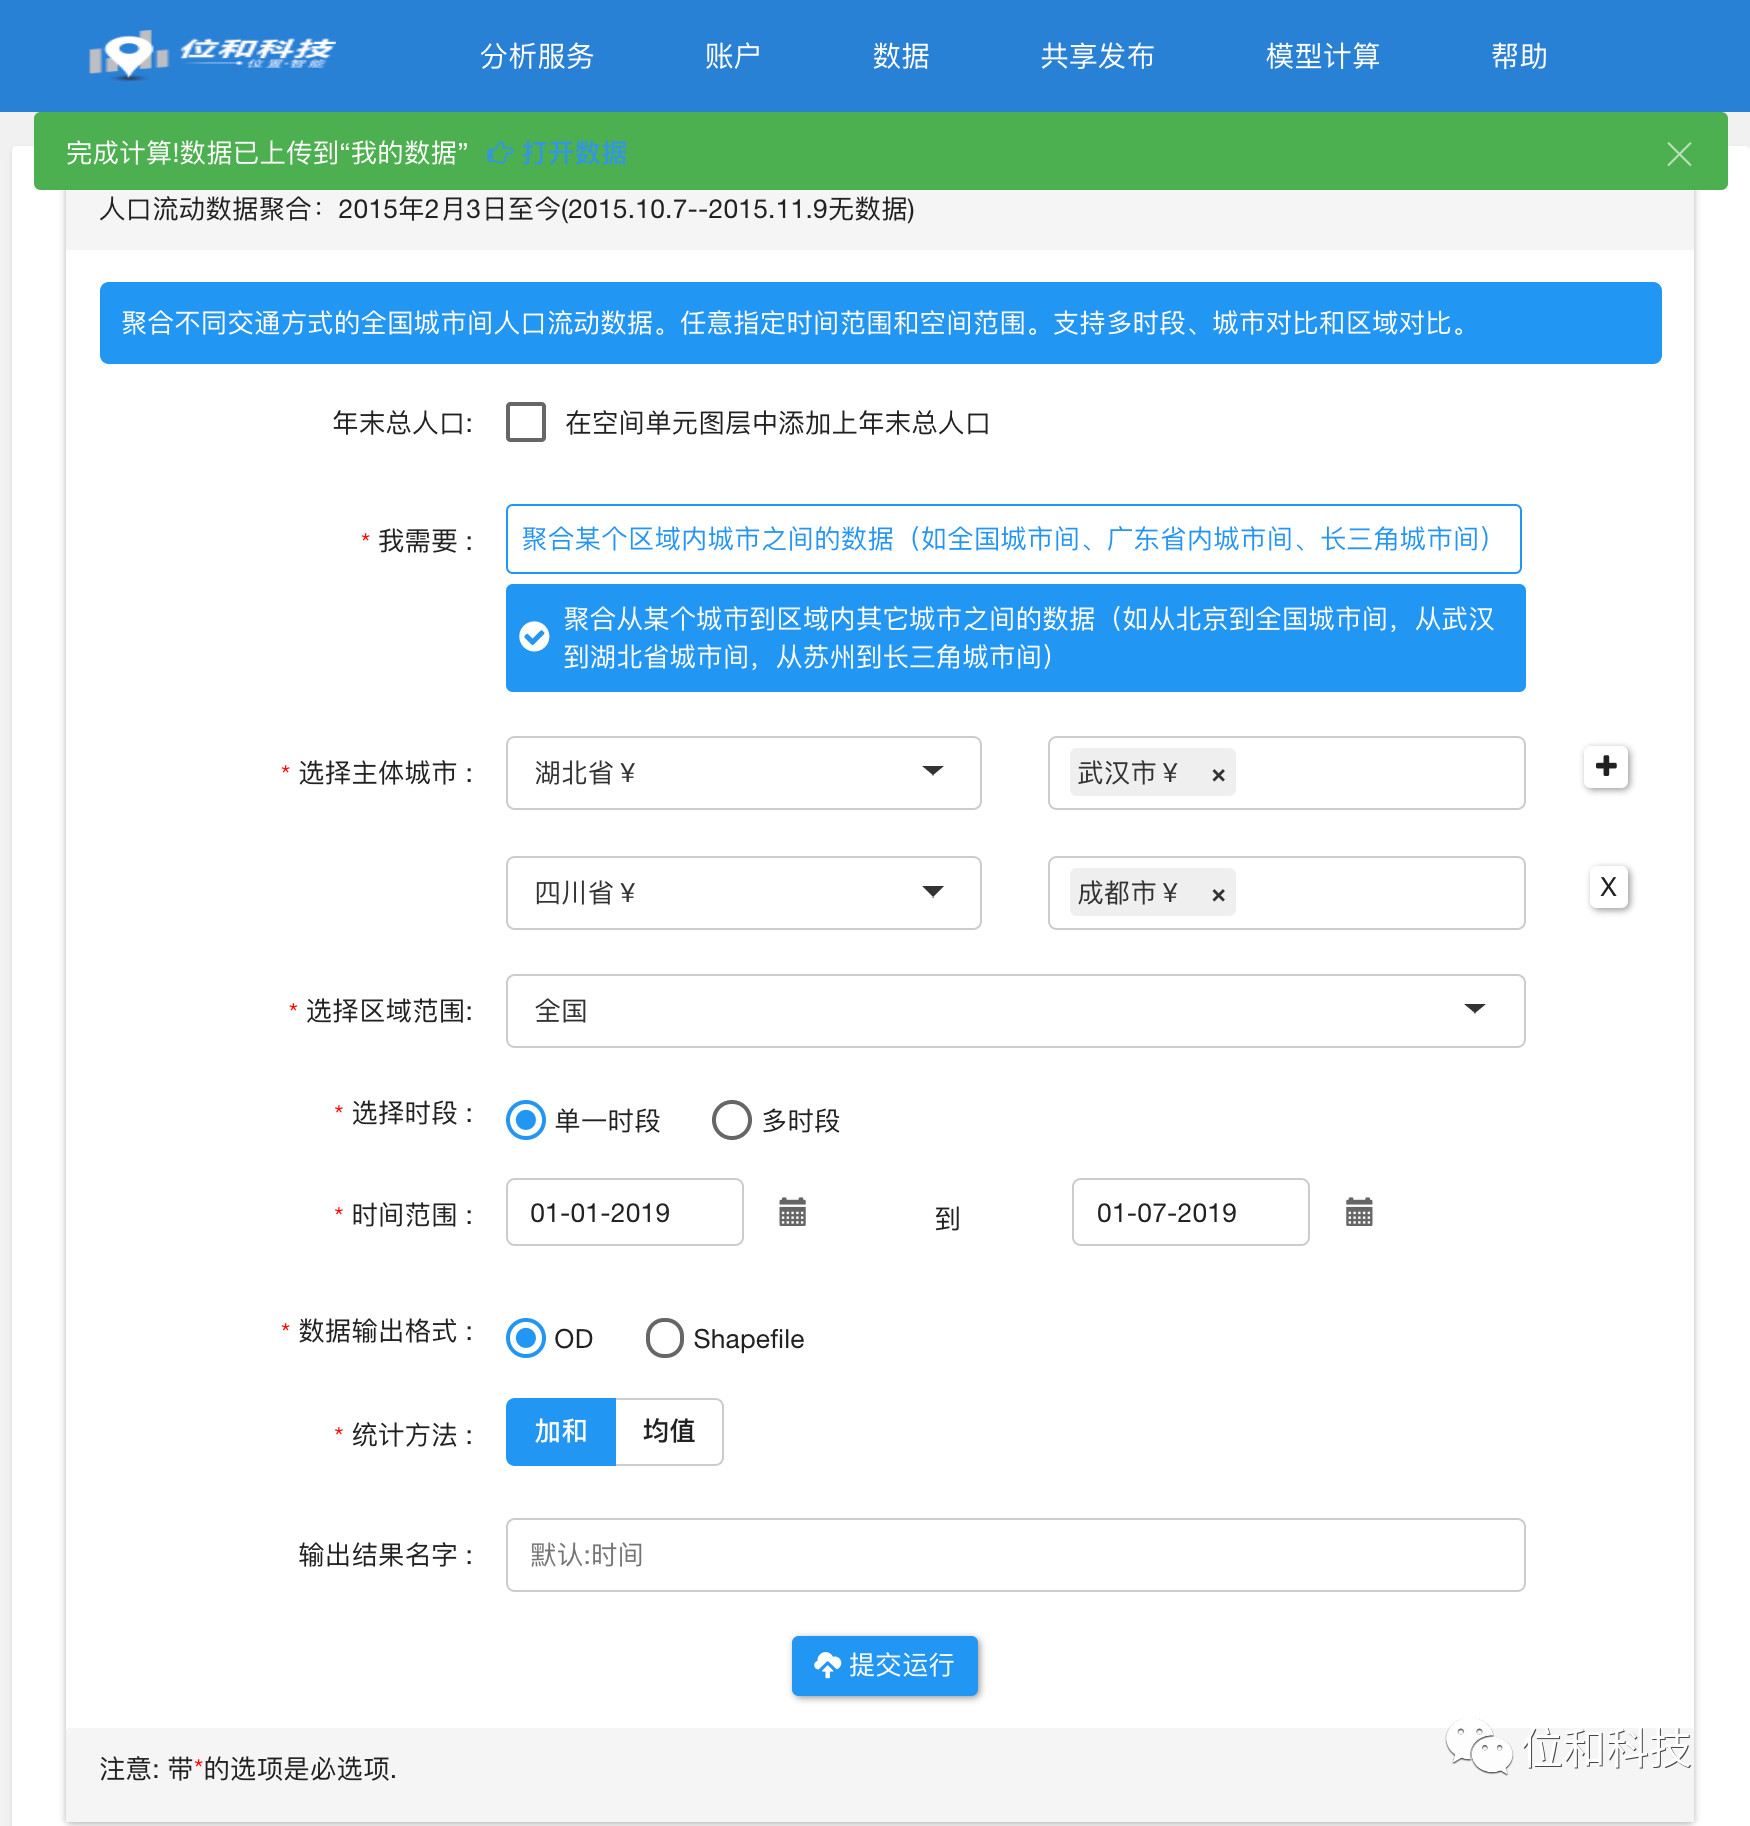 位和科技
位置·智能
分析服务 账户 数据 共享发布 模型计算 帮助
完成计算!数据已上传到“我的数据” 打开数据
人口流动数据聚合：2015年2月3日至今(2015.10.7--2015.11.9无数据)
聚合不同交通方式的全国城市间人口流动数据。任意指定时间范围和空间范围。支持多时段、城市对比和区域对比。
年末总人口: 在空间单元图层中添加上年末总人口
* 我需要 : 聚合某个区域内城市之间的数据（如全国城市间、广东省内城市间、长三角城市间）
聚合从某个城市到区域内其它城市之间的数据（如从北京到全国城市间，从武汉
到湖北省城市间，从苏州到长三角城市间）
* 选择主体城市 : 湖北省 ¥ 武汉市 ¥ ×
四川省 ¥ 成都市 ¥ × X
* 选择区域范围: 全国
* 选择时段 : 单一时段 多时段
* 时间范围 : 01-01-2019 到 01-07-2019
* 数据输出格式 : OD Shapefile
* 统计方法 : 加和 均值
输出结果名字 : 默认:时间
提交运行
注意: 带*的选项是必选项.
位和科技